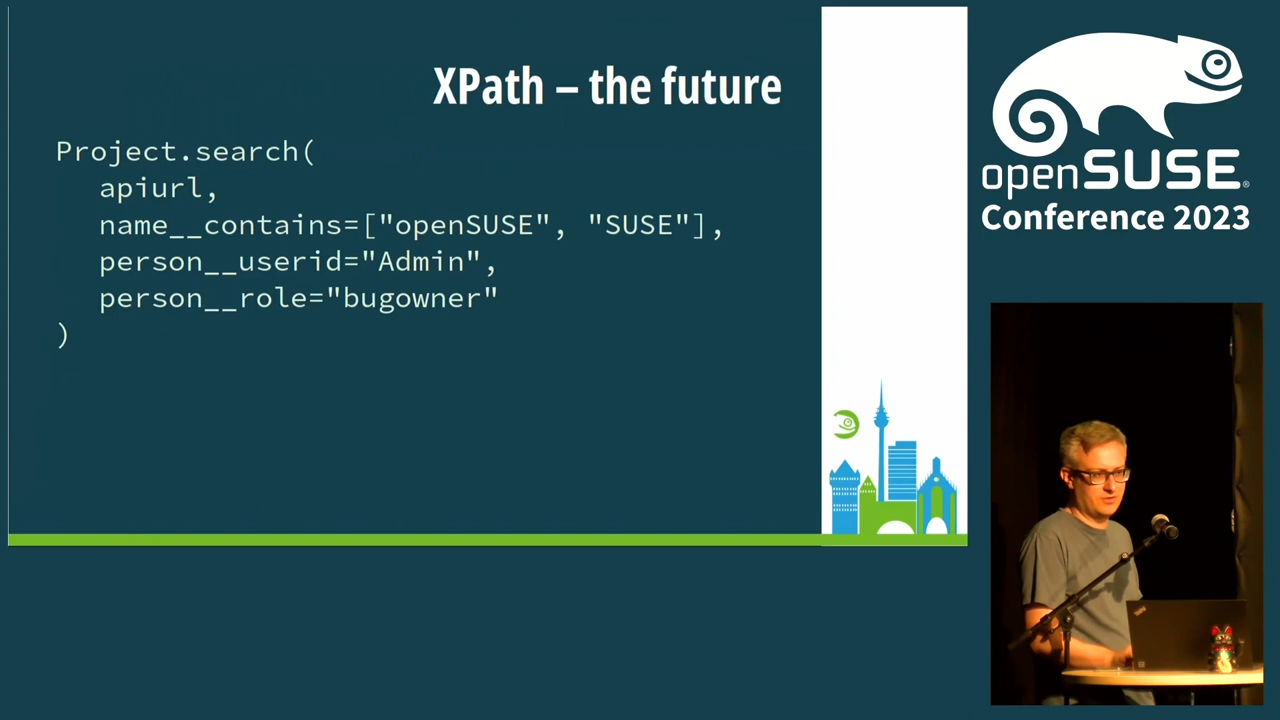 XPath – the future
Project.search(
apiurl,
name__contains=["openSUSE", "SUSE"],
person__userid="Admin",
person__role="bugowner"
)
openSUSE
Conference 2023